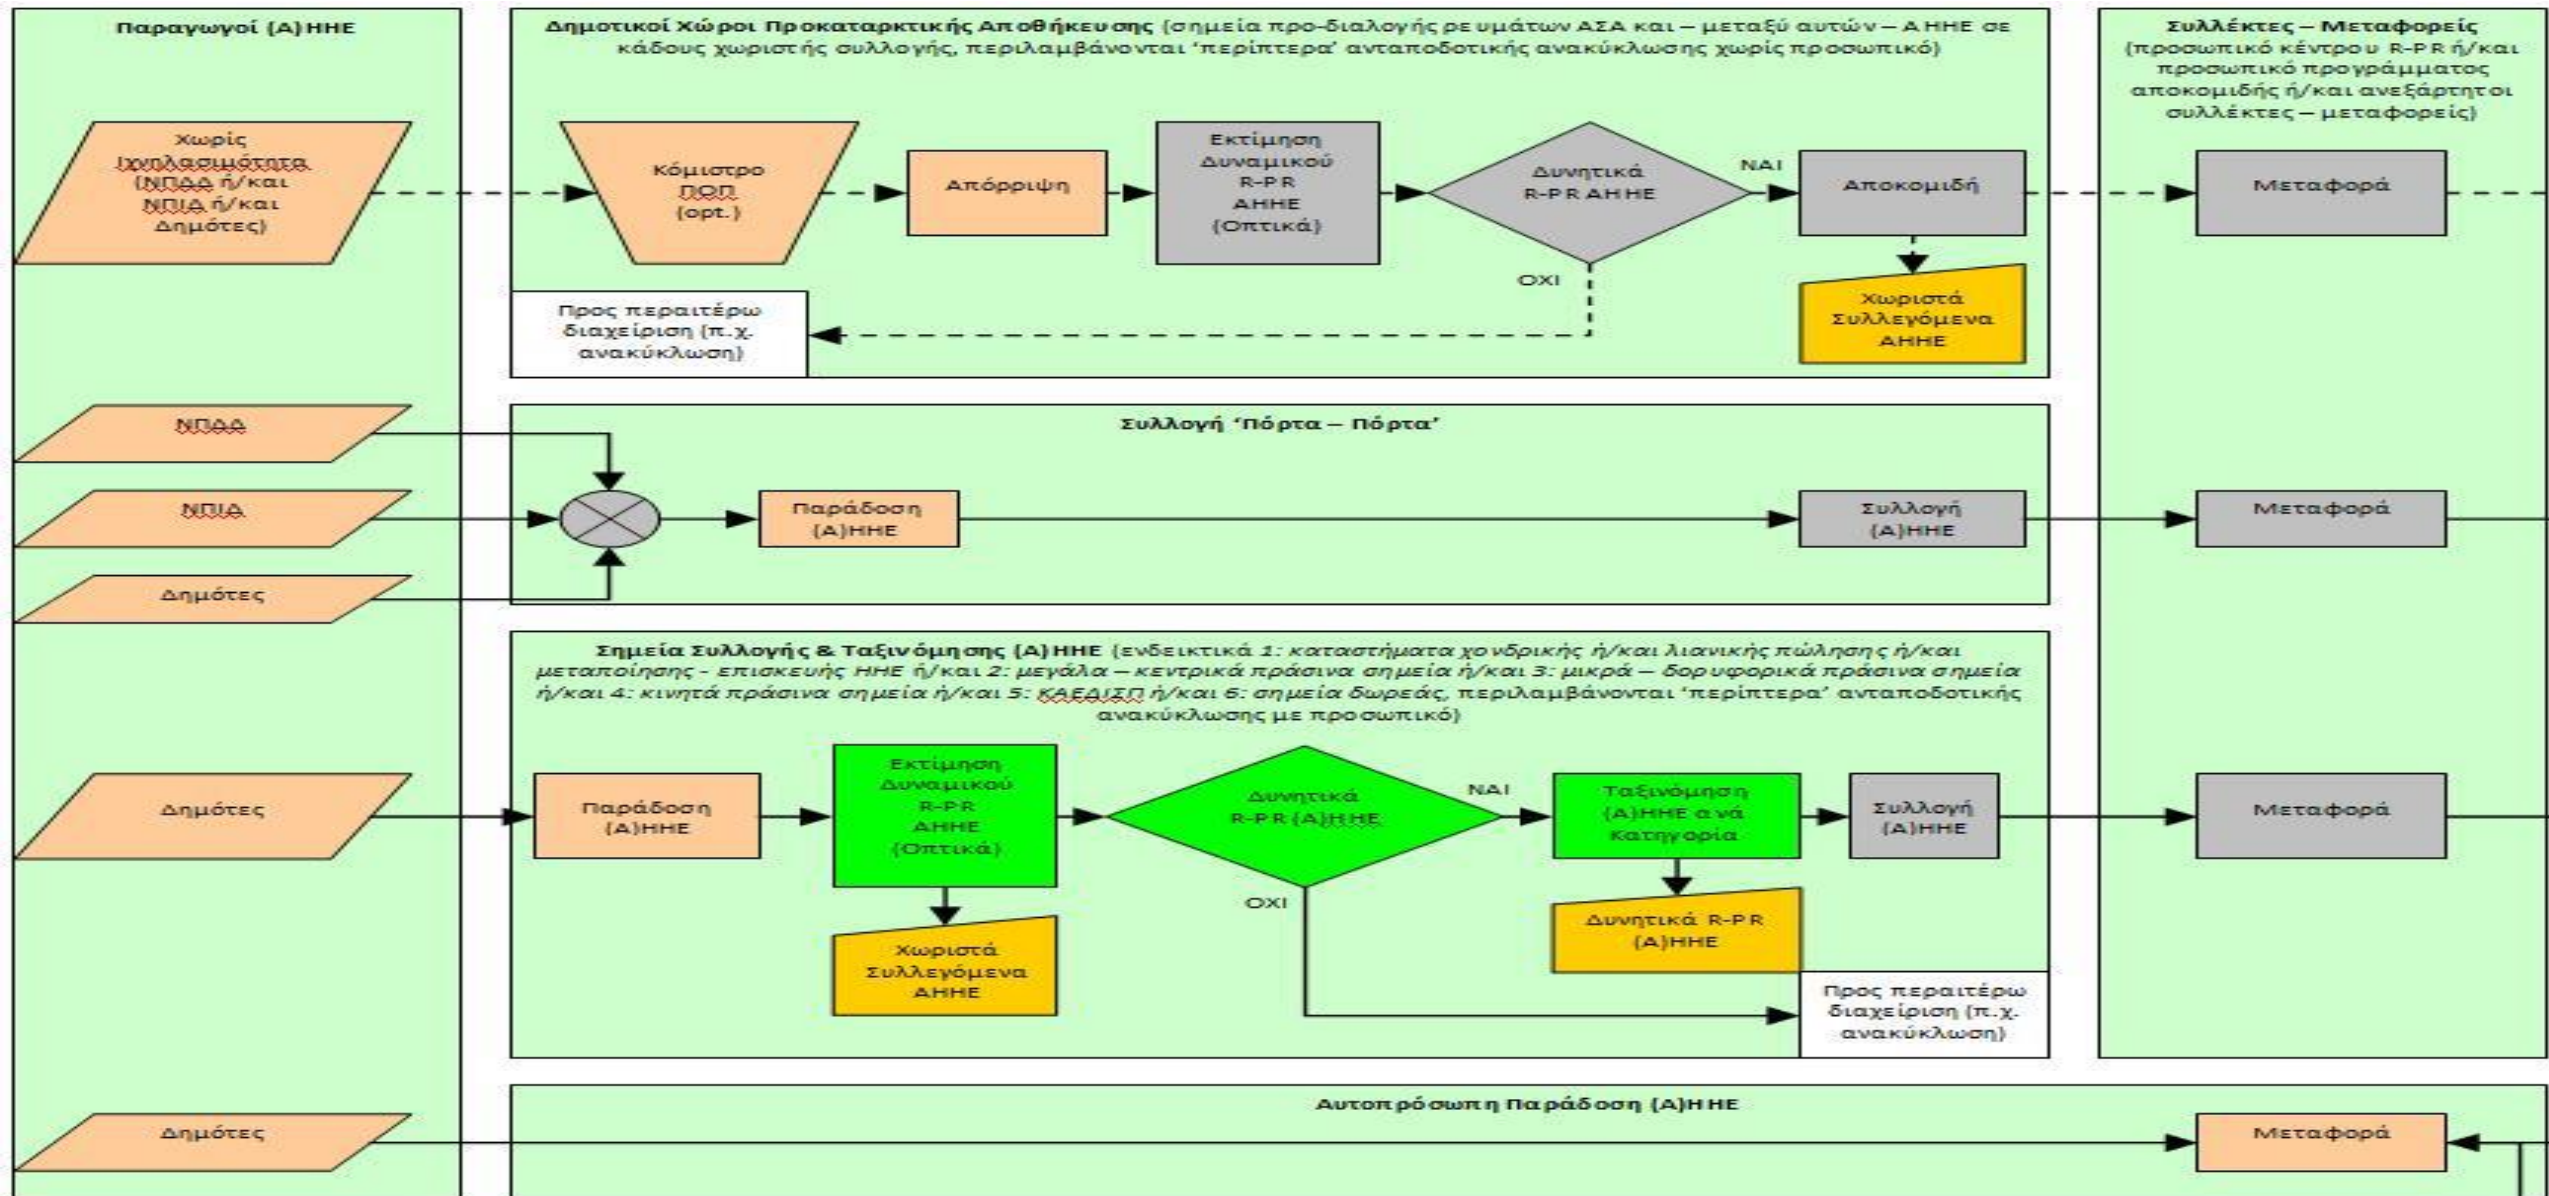 Παραγωγοί (Α)ΗΗΕ
Δημοτικοί Χώροι Προκαταρκτικής Αποθήκευσης (σημεία προ-διαλογής ρευμάτων ΑΣΑ και – μεταξύ αυτών – ΑΗΗΕ σε
κάδους χωριστής συλλογής, περιλαμβάνονται ‘περίπτερα’ ανταποδοτικής ανακύκλωσης χωρίς προσωπικό)
Συλλέκτες – Μεταφορείς
(προσωπικό κέντρου R-PR ή/και
προσωπικό προγράμματος
αποκομιδής ή/και ανεξάρτητοι
συλλέκτες – μεταφορείς)
Χωρίς
Ιχνηλασιμότητα
(ΝΠΔΔ ή/και
ΝΠΙΔ ή/και
Δημότες)
Κόμιστρο
ΠΟΠ
(opt.)
Απόρριψη
Εκτίμηση
Δυναμικού
R-PR
ΑΗΗΕ
(Οπτικά)
Δυνητικά
R-PR ΑΗΗΕ
ΝΑΙ
Αποκομιδή
Μεταφορά
ΟΧΙ
Χωριστά
Συλλεγόμενα
ΑΗΗΕ
Προς περαιτέρω
διαχείριση (π.χ.
ανακύκλωση)
Συλλογή ‘Πόρτα – Πόρτα’
ΝΠΔΔ
ΝΠΙΔ
Δημότες
Παράδοση
(Α)ΗΗΕ
Συλλογή
(Α)ΗΗΕ
Μεταφορά
Σημεία Συλλογής & Ταξινόμησης (Α)ΗΗΕ (ενδεικτικά 1: καταστήματα χονδρικής ή/και λιανικής πώλησης ή/και
μεταποίησης - επισκευής ΗΗΕ ή/και 2: μεγάλα – κεντρικά πράσινα σημεία ή/και 3: μικρά – δορυφορικά πράσινα σημεία
ή/και 4: κινητά πράσινα σημεία ή/και 5: ΚΑΕΔΙΣΠ ή/και 6: σημεία δωρεάς, περιλαμβάνονται ‘περίπτερα’ ανταποδοτικής
ανακύκλωσης με προσωπικό)
Δημότες
Παράδοση
(Α)ΗΗΕ
Εκτίμηση
Δυναμικού
R-PR
ΑΗΗΕ
(Οπτικά)
Δυνητικά
R-PR (Α)ΗΗΕ
ΝΑΙ
Ταξινόμηση
(Α)ΗΗΕ ανά
Κατηγορία
Συλλογή
(Α)ΗΗΕ
Μεταφορά
ΟΧΙ
Χωριστά
Συλλεγόμενα
ΑΗΗΕ
Δυνητικά R-PR
(Α)ΗΗΕ
Προς περαιτέρω
διαχείριση (π.χ.
ανακύκλωση)
Αυτοπρόσωπη Παράδοση (Α)ΗΗΕ
Δημότες
Μεταφορά